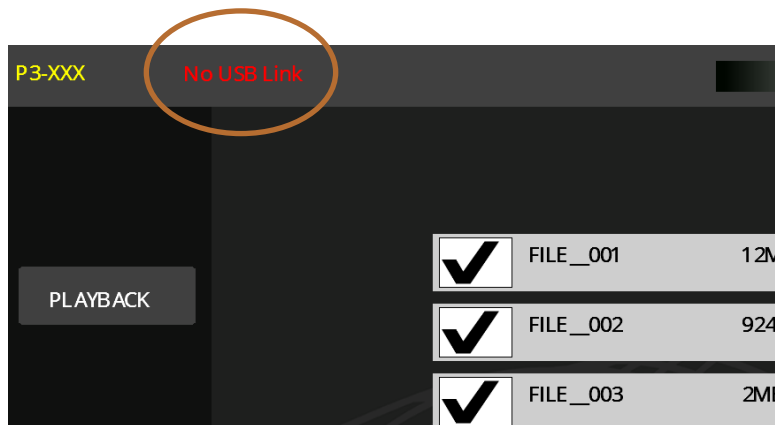 P3-XXX No USB Link
FILE__001 12M
PLAYBACK
FILE__002 924
FILE__003 2M